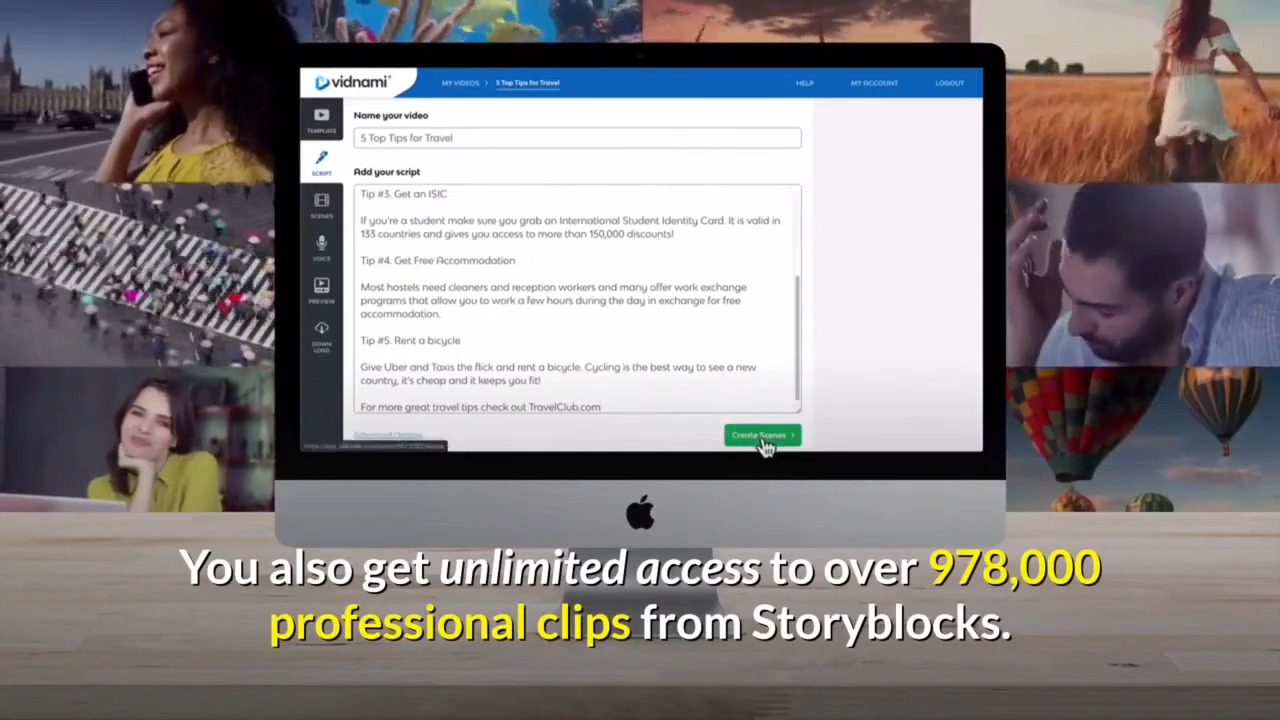 vidnami
MY VIDEOS > 5 Top Tips for Travel
HELP
MY ACCOUNT
LOGOUT
TEMPLATE
SCRIPT
SCENES
VOICE
PREVIEW
DOWN
LOAD
Name your video
5 Top Tips for Travel
Add your script
Tip #3. Get an ISIC
If you're a student make sure you grab an International Student Identity Card. It is valid in
133 countries and gives you access to more than 150,000 discounts!
Tip #4. Get Free Accommodation
Most hostels need cleaners and reception workers and many offer work exchange
programs that allow you to work a few hours during the day in exchange for free
accommodation.
Tip #5. Rent a bicycle
Give Uber and Taxis the flick and rent a bicycle. Cycling is the best way to see a new
country, it's cheap and it keeps you fit!
For more great travel tips check out TravelClub.com
Create Scenes >
You also get unlimited access to over 978,000
professional clips from Storyblocks.